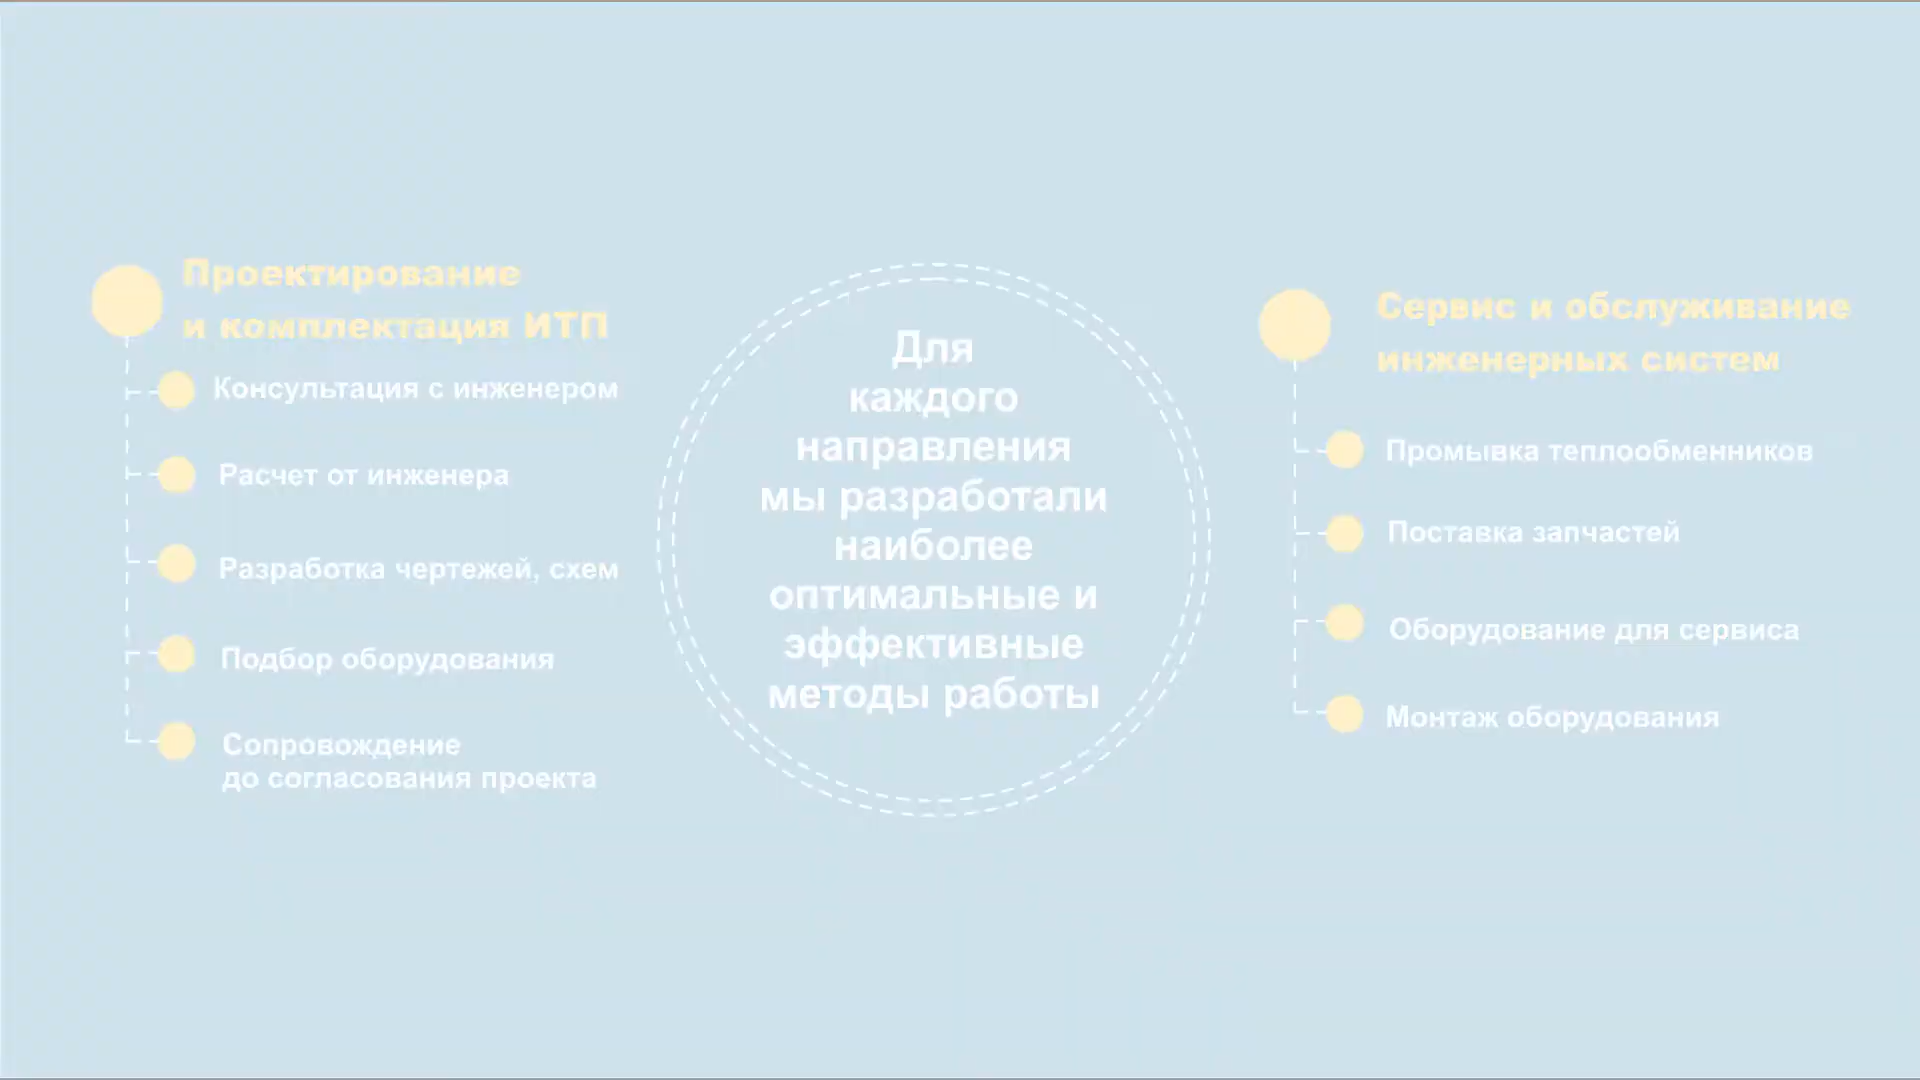 Проектирование
и комплектация ИТП
Консультация с инженером
Расчет от инженера
Разработка чертежей, схем
Подбор оборудования
Сопровождение
до согласования проекта
Для
каждого
направления
мы разработали
наиболее
оптимальные и
эффективные
методы работы
Сервис и обслуживание
инженерных систем
Промывка теплообменников
Поставка запчастей
Оборудование для сервиса
Монтаж оборудования